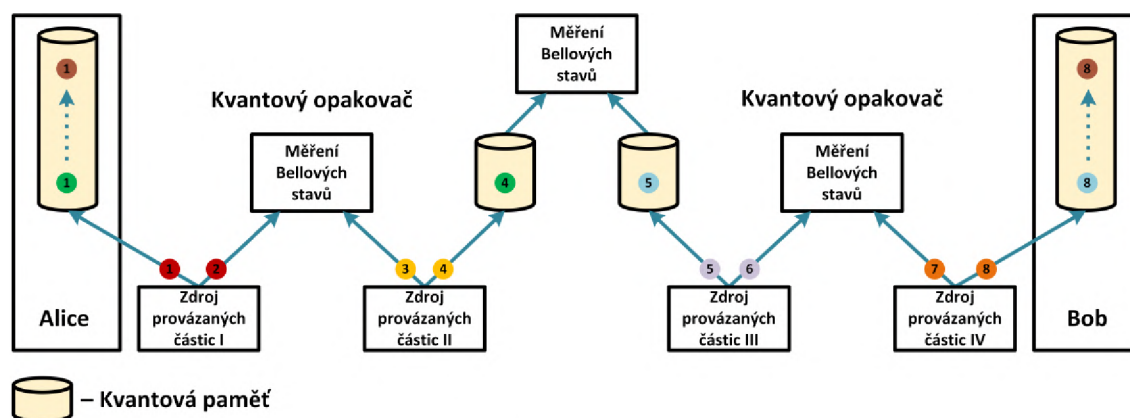 Měření
Bellových
stavů
1
8
Kvantový opakovač
Kvantový opakovač
Měření
Bellových
stavů
Měření
Bellových
stavů
1
4
5
8
1
2
3
4
5
6
7
8
Alice
Zdroj
provázaných
částic I
Zdroj
provázaných
částic II
Zdroj
provázaných
částic III
Zdroj
provázaných
částic IV
Bob
– Kvantová paměť